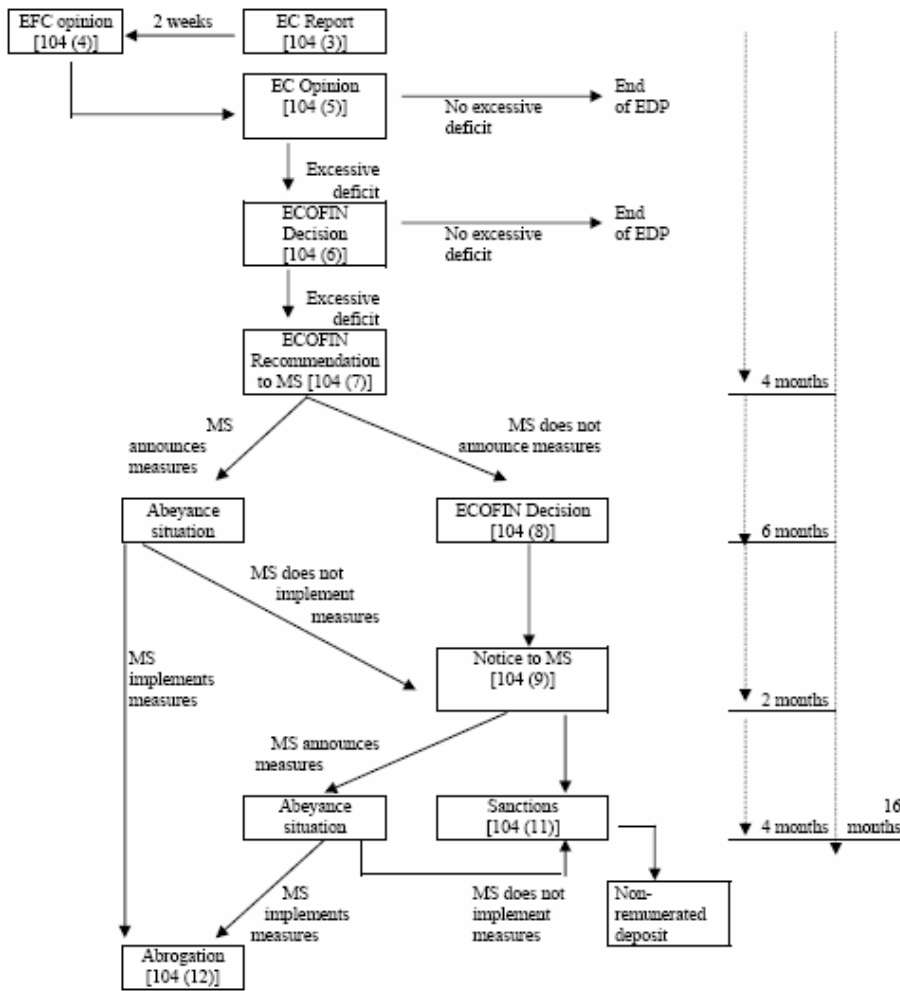 EFC opinion
[104 (4)]
2 weeks
EC Report
[104 (3)]
EC Opinion
[104 (5)]
No excessive
deficit
End
of EDP
Excessive
deficit
ECOFIN
Decision
[104 (6)]
No excessive
deficit
End
of EDP
Excessive
deficit
ECOFIN
Recommendation
to MS [104 (7)]
4 months
MS
announces
measures
MS does not
announce measures
Abeyance
situation
ECOFIN Decision
[104 (8)]
6 months
MS does not
implement
measures
MS
implements
measures
Notice to MS
[104 (9)]
2 months
MS announces
measures
Abeyance
situation
Sanctions
[104 (11)]
4 months
16
months
MS
implements
measures
MS does not
implement
measures
Non-
remunerated
deposit
Abrogation
[104 (12)]